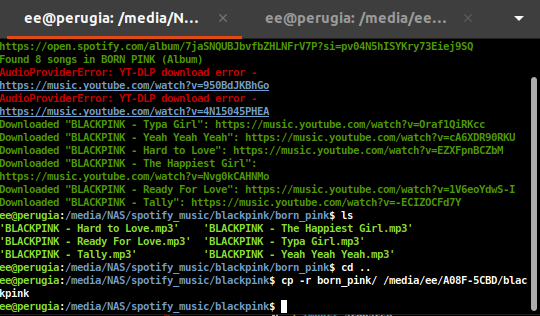 ee@perugia: /media/N...
ee@perugia: /media/ee...
https://open.spotify.com/album/7jaSNQUBJbvfbZHLNFrV7P?si=pv04N5hISYKry73Eiej9SQ
Found 8 songs in BORN PINK (Album)
AudioProviderError: YT-DLP download error -
https://music.youtube.com/watch?v=950BdJKBhGo
AudioProviderError: YT-DLP download error -
https://music.youtube.com/watch?v=4N15045PHEA
Downloaded "BLACKPINK - Typa Girl": https://music.youtube.com/watch?v=Oraf1QiRKcc
Downloaded "BLACKPINK - Yeah Yeah Yeah": https://music.youtube.com/watch?v=cA6XDR90RKU
Downloaded "BLACKPINK - Hard to Love": https://music.youtube.com/watch?v=EZXFpnBCZbM
Downloaded "BLACKPINK - The Happiest Girl":
https://music.youtube.com/watch?v=Nvg0kCAHNMo
Downloaded "BLACKPINK - Ready For Love": https://music.youtube.com/watch?v=1V6eoYdwS-I
Downloaded "BLACKPINK - Tally": https://music.youtube.com/watch?v=-ECIZOCFd7Y
ee@perugia:/media/NAS/spotify_music/blackpink/born_pink$ ls
'BLACKPINK - Hard to Love.mp3' 'BLACKPINK - The Happiest Girl.mp3'
'BLACKPINK - Ready For Love.mp3' 'BLACKPINK - Typa Girl.mp3'
'BLACKPINK - Tally.mp3' 'BLACKPINK - Yeah Yeah Yeah.mp3'
ee@perugia:/media/NAS/spotify_music/blackpink/born_pink$ cd ..
ee@perugia:/media/NAS/spotify_music/blackpink$ cp -r born_pink/ /media/ee/A08F-5CBD/blac
kpink
ee@perugia:/media/NAS/spotify_music/blackpink$